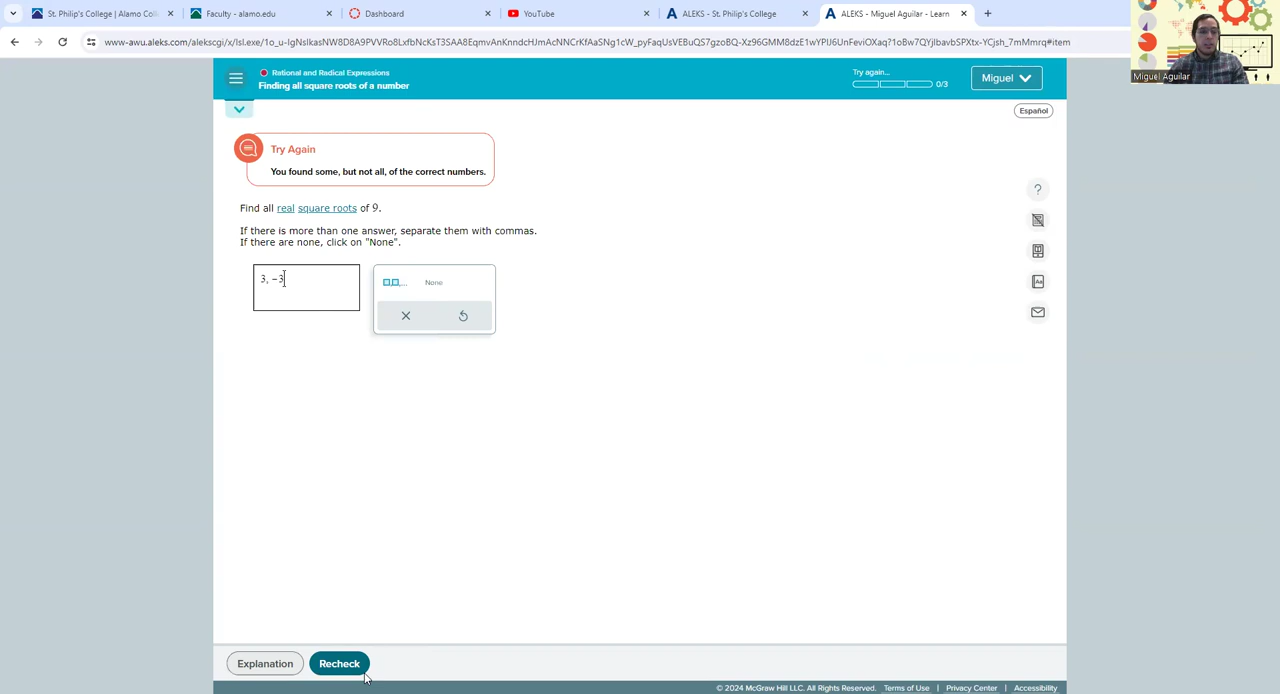 St. Philip's College | Alamo Coll
Faculty - alamo.edu
Dashboard
YouTube
ALEKS - St. Philip's College
ALEKS - Miguel Aguilar - Learn
Rational and Radical Expressions
Finding all square roots of a number
Try again...
0/3
Miguel
Miguel Aguilar
Español
Try Again
You found some, but not all, of the correct numbers.
Find all real square roots of 9.
If there is more than one answer, separate them with commas.
If there are none, click on "None".
3, −3
None
Explanation
Recheck
© 2024 McGraw Hill LLC. All Rights Reserved. Terms of Use | Privacy Center | Accessibility